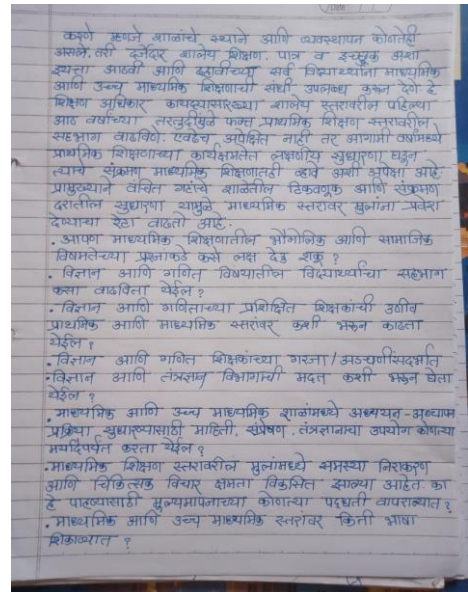 करणे म्हणजे शाळांचे स्थान आणि व्यवस्थापन कोणतेही
असले, तरी दर्जेदार शालेय शिक्षण. पात्र व इच्छुक अशा
इयत्ता आठवी आणि दहावीच्या सर्व विद्यार्थ्यांना माध्यमिक
आणि उच्च माध्यमिक शिक्षणाची संधी उपलब्ध करून देणे हे
शिक्षण अधिकार कायद्यासारख्या शालेय स्तरावरील पहिल्या
आठ वर्षाच्या तरतुदीमुळे फक्त प्राथमिक शिक्षण स्तरावरील
सहभाग वाढविणे. एवढेच अपेक्षित नाही तर आगामी वर्षामध्ये
प्राथमिक शिक्षणाच्या कार्यक्षमतेत लक्षणीय सुधारणा घडून
त्याचे संक्रमण माध्यमिक शिक्षणातही व्हावे अशी अपेक्षा आहे.
प्रामुख्याने वंचित गटाचे शाळेतील टिकवणूक आणि संक्रमण
दरातील सुधारणा यामुळे माध्यमिक स्तरावर मुलांना प्रवेश
देण्याचा रेटा वाढतो आहे.
• आपण माध्यमिक शिक्षणातील भौगोलिक आणि सामाजिक
विषमतेच्या प्रश्नाकडे कसे लक्ष देऊ शकू ?
• विज्ञान आणि गणित विषयातील विद्यार्थ्यांचा सहभाग
कसा वाढविता येईल ?
• विज्ञान आणि गणिताच्या प्रशिक्षित शिक्षकांची उणीव
प्राथमिक आणि माध्यमिक स्तरांवर कशी भरून काढता
येईल ?
• विज्ञान आणि गणित शिक्षकांच्या गरजा / अडचणींसंदर्भात
• विज्ञान आणि तंत्रज्ञान विभागाची मदत कशी भरून घेता
येईल ?
• माध्यमिक आणि उच्च माध्यमिक शाळांमध्ये अध्ययन-अध्यापन
प्रक्रिया सुधारण्यासाठी माहिती, संप्रेषण, तंत्रज्ञानाचा उपयोग कोणत्या
मर्यादेपर्यंत करता येईल ?
• माध्यमिक शिक्षण स्तरावरील मुलांमध्ये समस्या निराकरण
आणि चिकित्सक विचार क्षमता विकसित झाल्या आहेत का
हे पाहण्यासाठी मुल्यमापनाच्या कोणत्या पद्धती वापराव्यात ?
• माध्यमिक आणि उच्च माध्यमिक स्तरांवर किती भाषा
शिकाव्यात ?